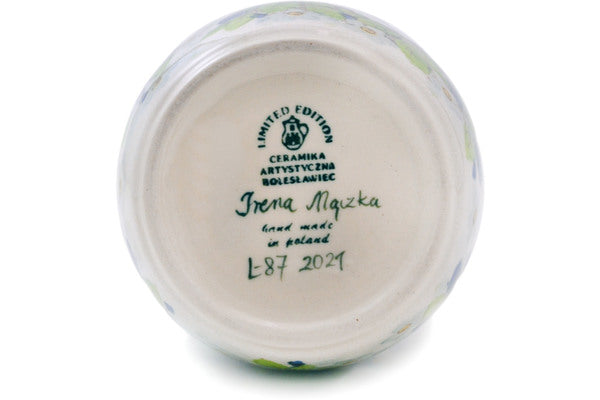 LIMITED EDITION
CERAMIKA
ARTYSTYCZNA
BOLESŁAWIEC
Irena Mączka
hand made
in poland
Ł-87 2021